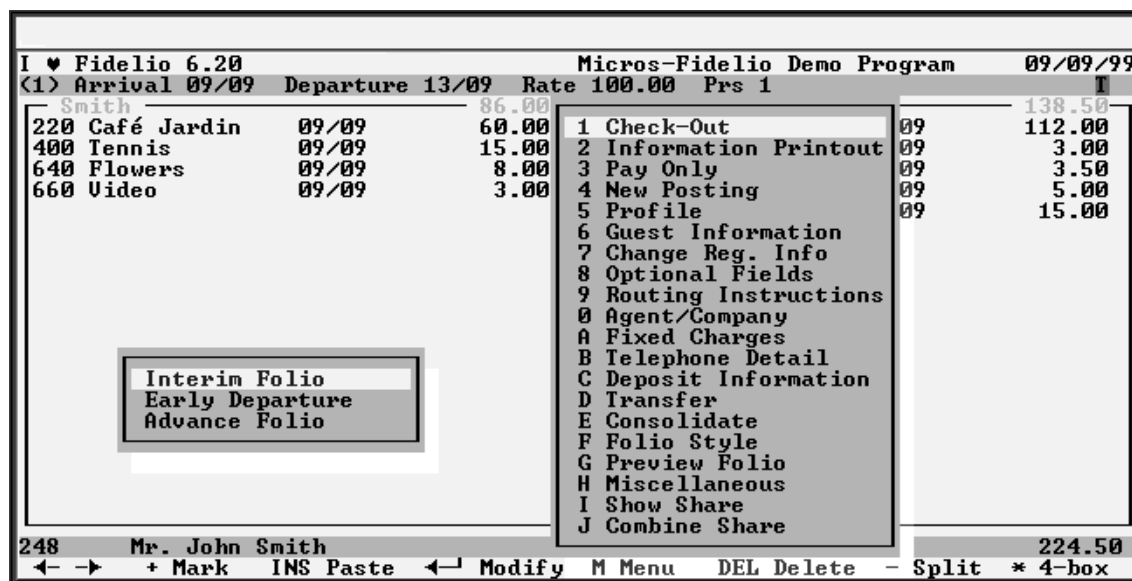 I ♥ Fidelio 6.20 Micros-Fidelio Demo Program 09/09/99
(1) Arrival 09/09 Departure 13/09 Rate 100.00 Prs 1 T
Smith 86.00 138.50
220 Café Jardin 09/09 60.00 1 Check-Out 09 112.00
400 Tennis 09/09 15.00 2 Information Printout 09 3.00
640 Flowers 09/09 8.00 3 Pay Only 09 3.50
660 Video 09/09 3.00 4 New Posting 09 5.00
5 Profile 09 15.00
6 Guest Information
7 Change Reg. Info
8 Optional Fields
9 Routing Instructions
0 Agent/Company
A Fixed Charges
B Telephone Detail
Interim Folio C Deposit Information
Early Departure D Transfer
Advance Folio E Consolidate
F Folio Style
G Preview Folio
H Miscellaneous
I Show Share
J Combine Share
248 Mr. John Smith 224.50
← → + Mark INS Paste ←┘ Modify M Menu DEL Delete - Split * 4-box